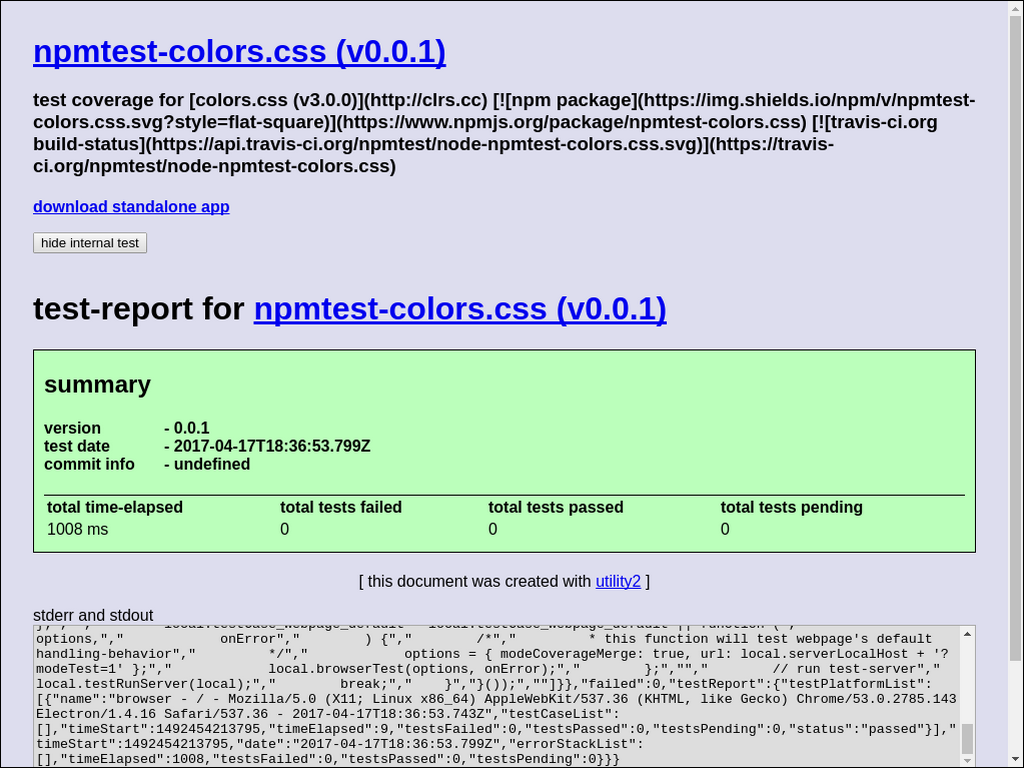 npmtest-colors.css (v0.0.1)
test coverage for [colors.css (v3.0.0)](http://clrs.cc) [![npm package](https://img.shields.io/npm/v/npmtest-
colors.css.svg?style=flat-square)](https://www.npmjs.org/package/npmtest-colors.css) [![travis-ci.org
build-status](https://api.travis-ci.org/npmtest/node-npmtest-colors.css.svg)](https://travis-
ci.org/npmtest/node-npmtest-colors.css)
download standalone app
hide internal test
test-report for npmtest-colors.css (v0.0.1)
summary
version - 0.0.1
test date - 2017-04-17T18:36:53.799Z
commit info - undefined
total time-elapsed total tests failed total tests passed total tests pending
1008 ms 0 0 0
[ this document was created with utility2 ]
stderr and stdout
options,","            onError","        ) {","        /*","         * this function will test webpage's default
handling-behavior","         */","            options = { modeCoverageMerge: true, url: local.serverLocalHost + '?
modeTest=1' };","            local.browserTest(options, onError);","        };","","        // run test-server","
local.testRunServer(local);","        break;","    }","}());",""]}},"failed":0,"testReport":{"testPlatformList":
[{"name":"browser - / - Mozilla/5.0 (X11; Linux x86_64) AppleWebKit/537.36 (KHTML, like Gecko) Chrome/53.0.2785.143
Electron/1.4.16 Safari/537.36 - 2017-04-17T18:36:53.743Z","testCaseList":
[],"timeStart":1492454213795,"timeElapsed":9,"testsFailed":0,"testsPassed":0,"testsPending":0,"status":"passed"}],"
timeStart":1492454213795,"date":"2017-04-17T18:36:53.799Z","errorStackList":
[],"timeElapsed":1008,"testsFailed":0,"testsPassed":0,"testsPending":0}}}